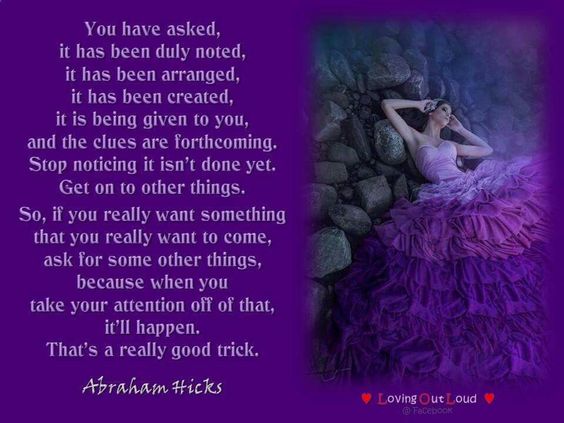 You have asked,
it has been duly noted,
it has been arranged,
it has been created,
it is being given to you,
and the clues are forthcoming.
Stop noticing it isn't done yet.
Get on to other things.
So, if you really want something
that you really want to come,
ask for some other things,
because when you
take your attention off of that,
it'll happen.
That's a really good trick.
Abraham Hicks
♥ Loving Out Loud ♥
@ Facebook